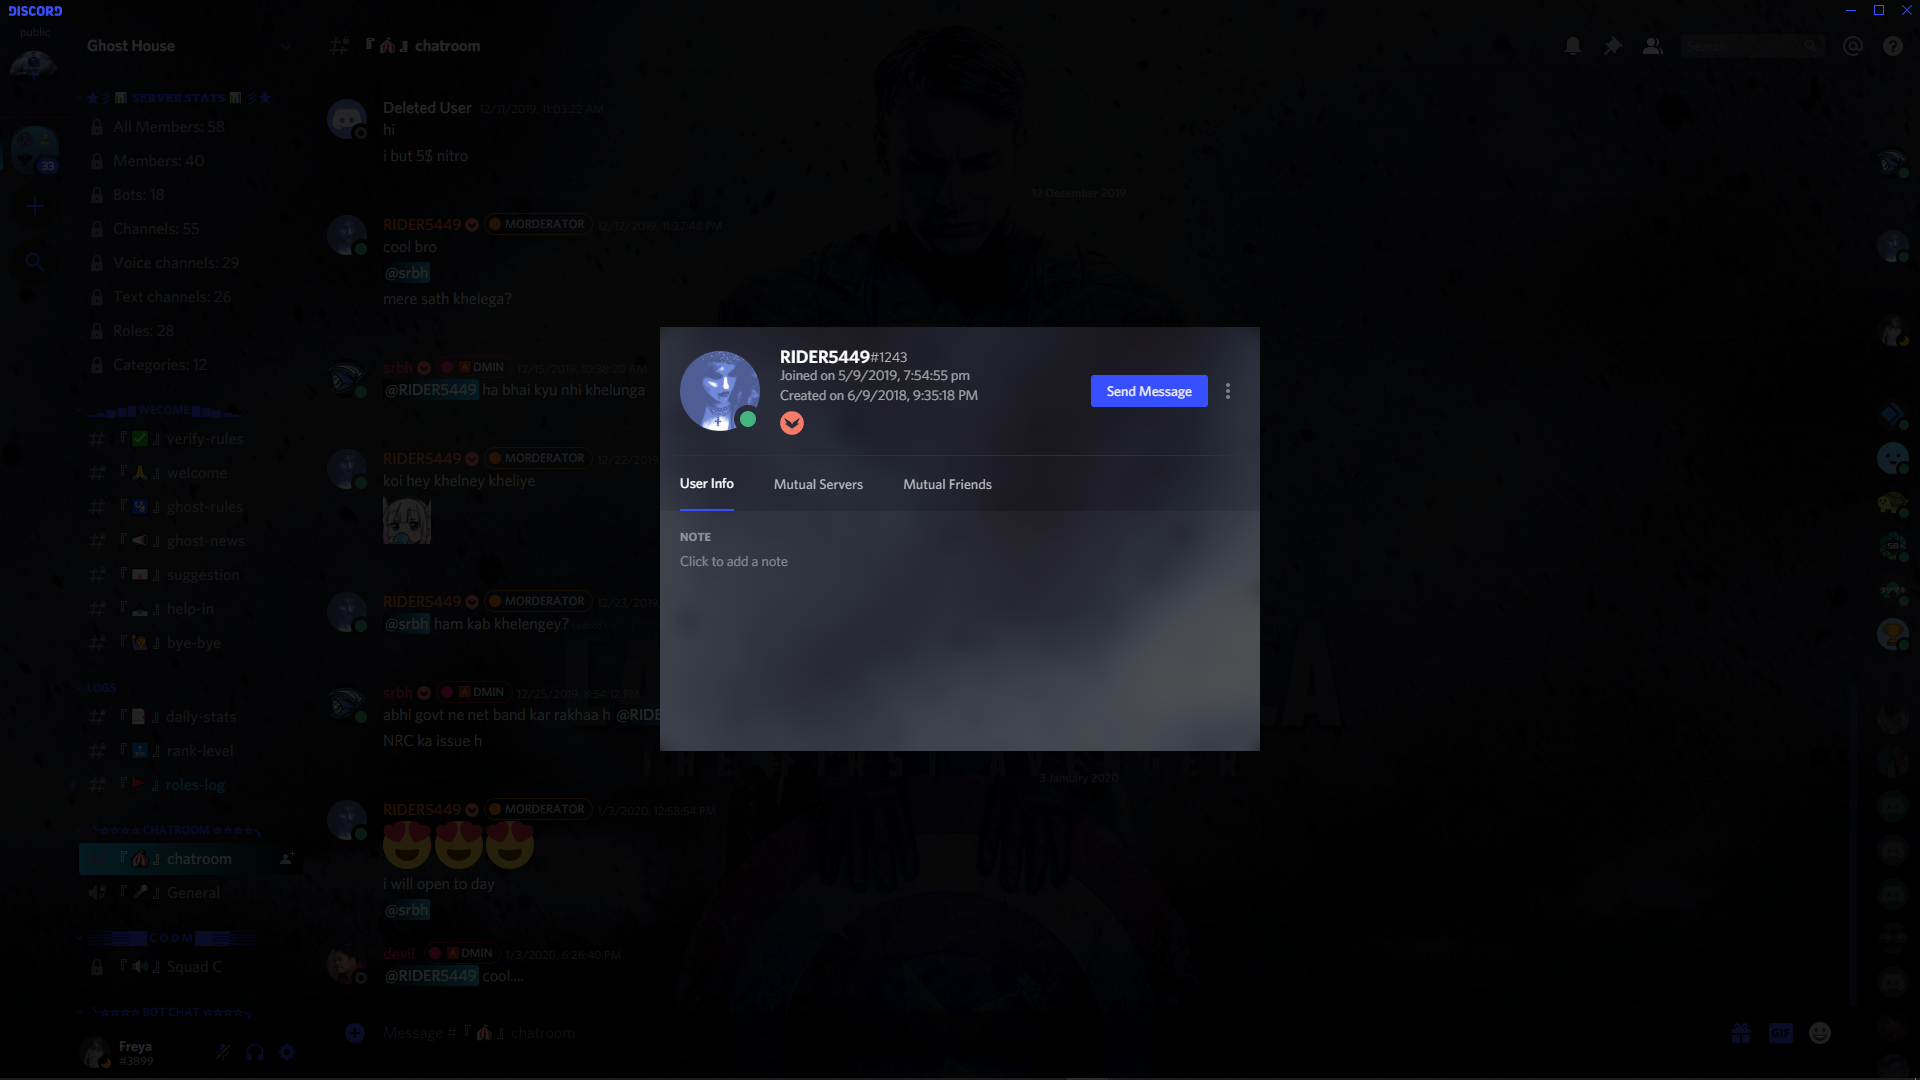 DISCORD
public
Ghost House
『🎪』chatroom
Search
33
SERVER STATS
All Members: 58
Members: 40
Bots: 18
Channels: 55
Voice channels: 29
Text channels: 26
Roles: 28
Categories: 12
WECOME
『✅』verify-rules
『🙏』welcome
『』ghost-rules
『📢』ghost-news
『』suggestion
『』help-in
『🙋』bye-bye
LOGS
『📝』daily-stats
『』rank-level
『🚩』roles-log
☆☆☆☆ CHATROOM ☆☆☆☆
『🎪』chatroom
『🎤』General
C O D M
『🔊』Squad C
☆☆☆☆ BOT CHAT ☆☆☆☆
Freya
#3899
Deleted User 12/11/2019, 11:03:22 AM
hi
i but 5$ nitro
12 December 2019
RIDER5449 MORDERATOR 12/12/2019, 11:27:48 PM
cool bro
@srbh
mere sath khelega?
srbh 🅰DMIN 12/15/2019, 10:38:20 AM
@RIDER5449 ha bhai kyu nhi khelunga
RIDER5449 MORDERATOR 12/22/2019
koi hey khelney kheliye
RIDER5449 MORDERATOR 12/23/2019,
@srbh ham kab khelengey? (edited)
srbh 🅰DMIN 12/25/2019, 8:54:12 PM
abhi govt ne net band kar rakhaa h @RIDE
NRC ka issue h
3 January 2020
RIDER5449 MORDERATOR 1/3/2020, 12:58:54 PM
😍😍😍
i will open to day
@srbh
devil 🅰DMIN 1/3/2020, 6:26:40 PM
@RIDER5449 cool....
Message #『🎪』chatroom
GIF
RIDER5449#1243
Joined on 5/9/2019, 7:54:55 pm
Created on 6/9/2018, 9:35:18 PM
Send Message
User Info
Mutual Servers
Mutual Friends
NOTE
Click to add a note
THE FIRST AVENGER
SB